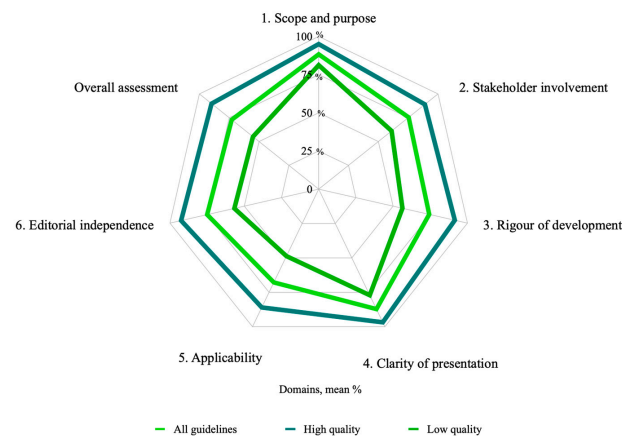 1. Scope and purpose
100 %
75 %
50 %
25 %
0
Overall assessment
2. Stakeholder involvement
6. Editorial independence
3. Rigour of development
5. Applicability
4. Clarity of presentation
Domains, mean %
All guidelines
High quality
Low quality